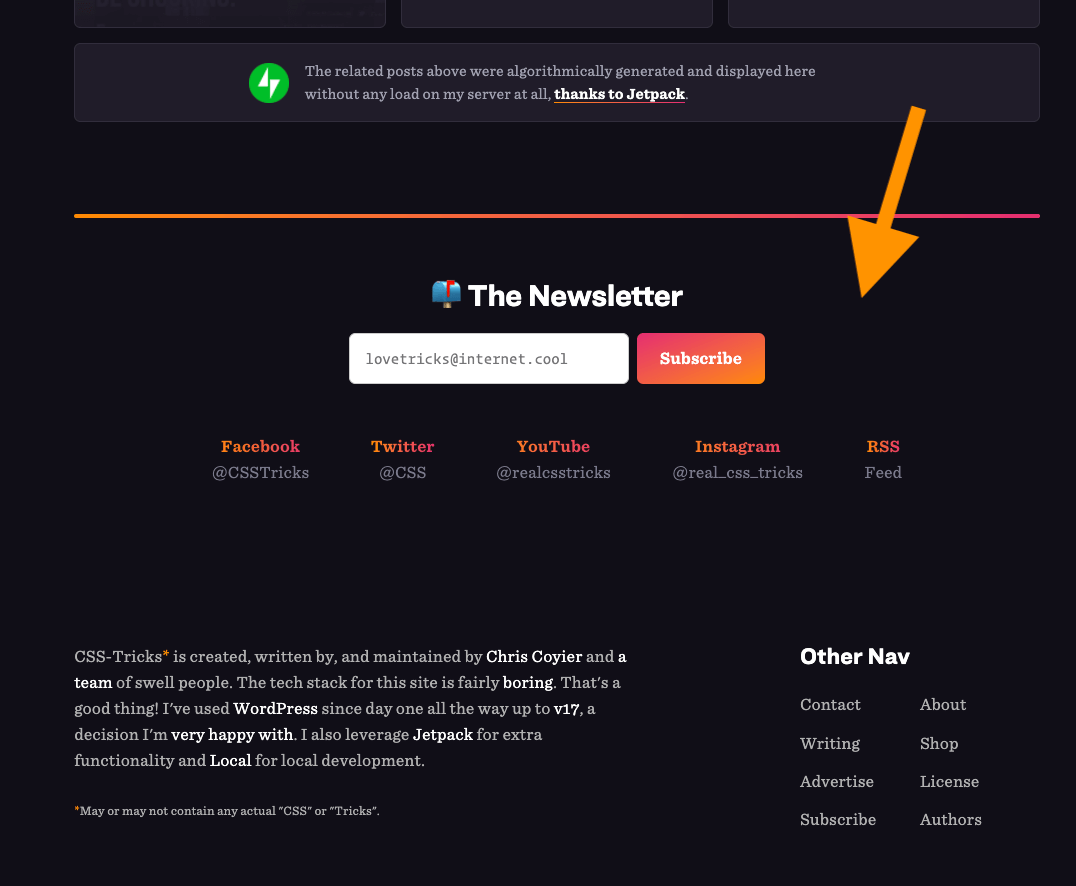 The related posts above were algorithmically generated and displayed here
without any load on my server at all, thanks to Jetpack.
The Newsletter
lovetricks@internet.cool
Subscribe
Facebook
@CSSTricks
Twitter
@CSS
YouTube
@realcsstricks
Instagram
@real_css_tricks
RSS
Feed
CSS-Tricks* is created, written by, and maintained by Chris Coyier and a
team of swell people. The tech stack for this site is fairly boring. That's a
good thing! I've used WordPress since day one all the way up to v17, a
decision I'm very happy with. I also leverage Jetpack for extra
functionality and Local for local development.
*May or may not contain any actual "CSS" or "Tricks".
Other Nav
Contact
About
Writing
Shop
Advertise
License
Subscribe
Authors